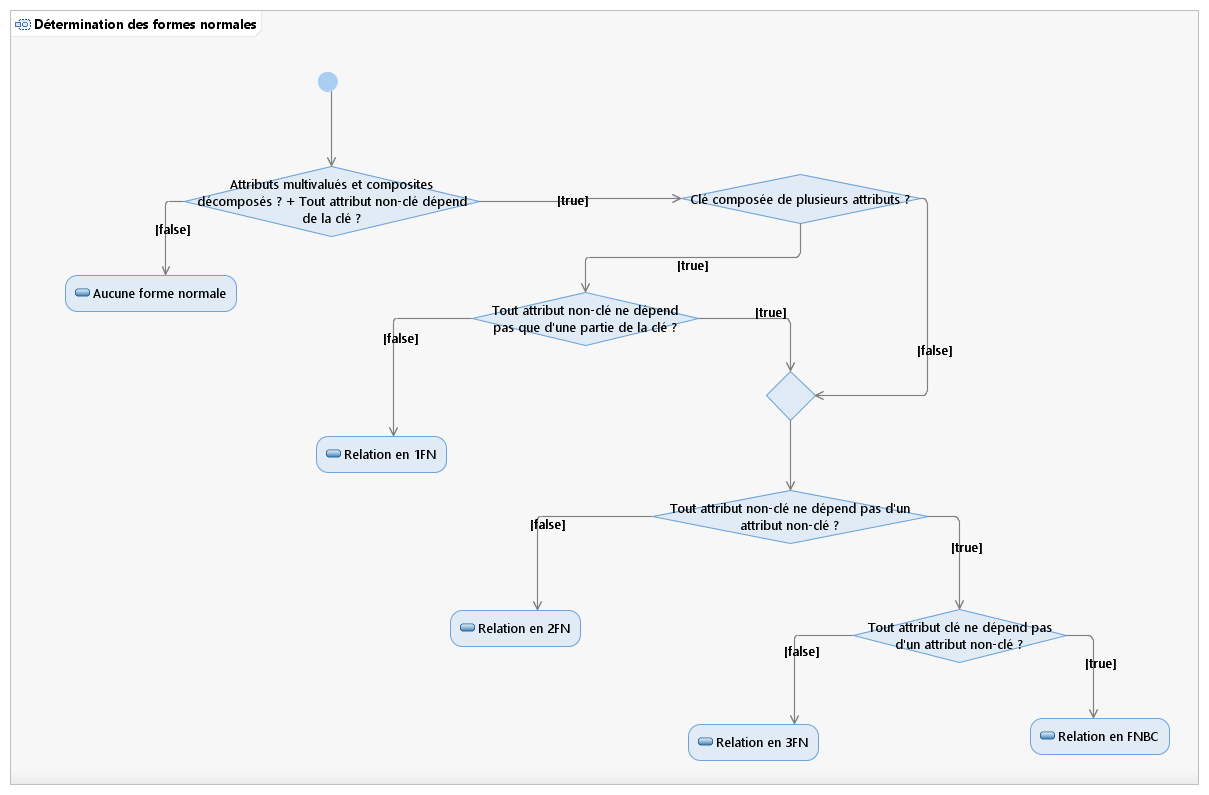 Détermination des formes normales
Attributs multivalués et composites
décomposés ? + Tout attribut non-clé dépend
de la clé ?
[true]
Clé composée de plusieurs attributs ?
[false]
Aucune forme normale
[true]
Tout attribut non-clé ne dépend
pas que d'une partie de la clé ?
[true]
[false]
[false]
Relation en 1FN
Tout attribut non-clé ne dépend pas d'un
attribut non-clé ?
[false]
[true]
Relation en 2FN
Tout attribut clé ne dépend pas
d'un attribut non-clé ?
[false]
[true]
Relation en 3FN
Relation en FNBC